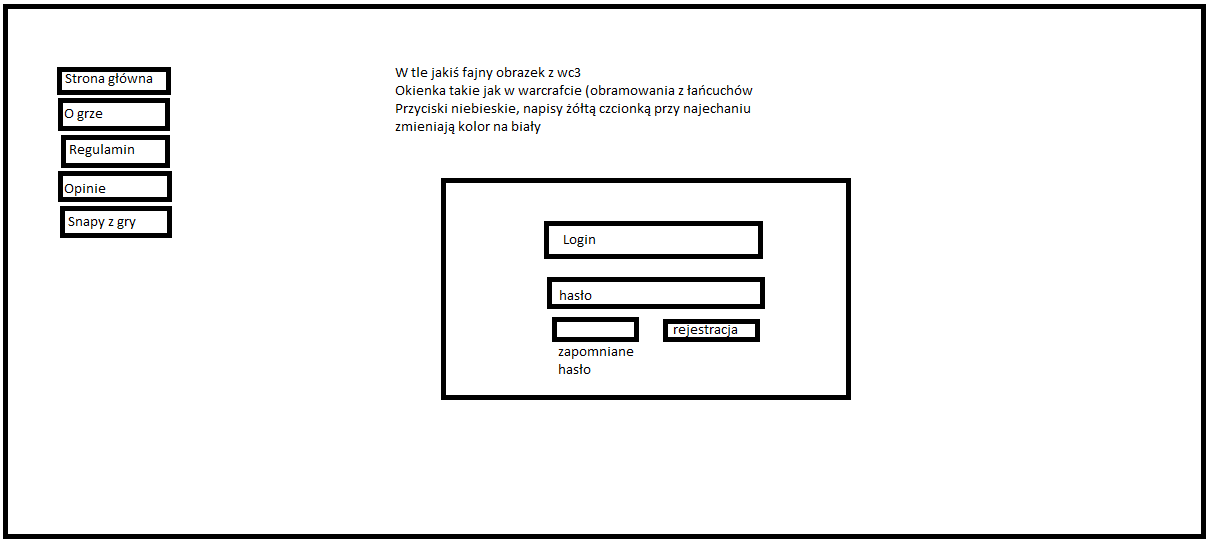 Strona główna
O grze
Regulamin
Opinie
Snapy z gry
W tle jakiś fajny obrazek z wc3
Okienka takie jak w warcrafcie (obramowania z łańcuchów
Przyciski niebieskie, napisy żółtą czcionką przy najechaniu
zmieniają kolor na biały
Login
hasło
rejestracja
zapomniane
hasło